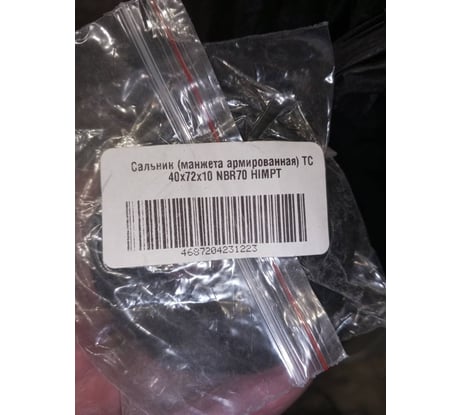 Сальник (манжета армированная) TC
40x72x10 NBR70 HIMPT
4687204231223